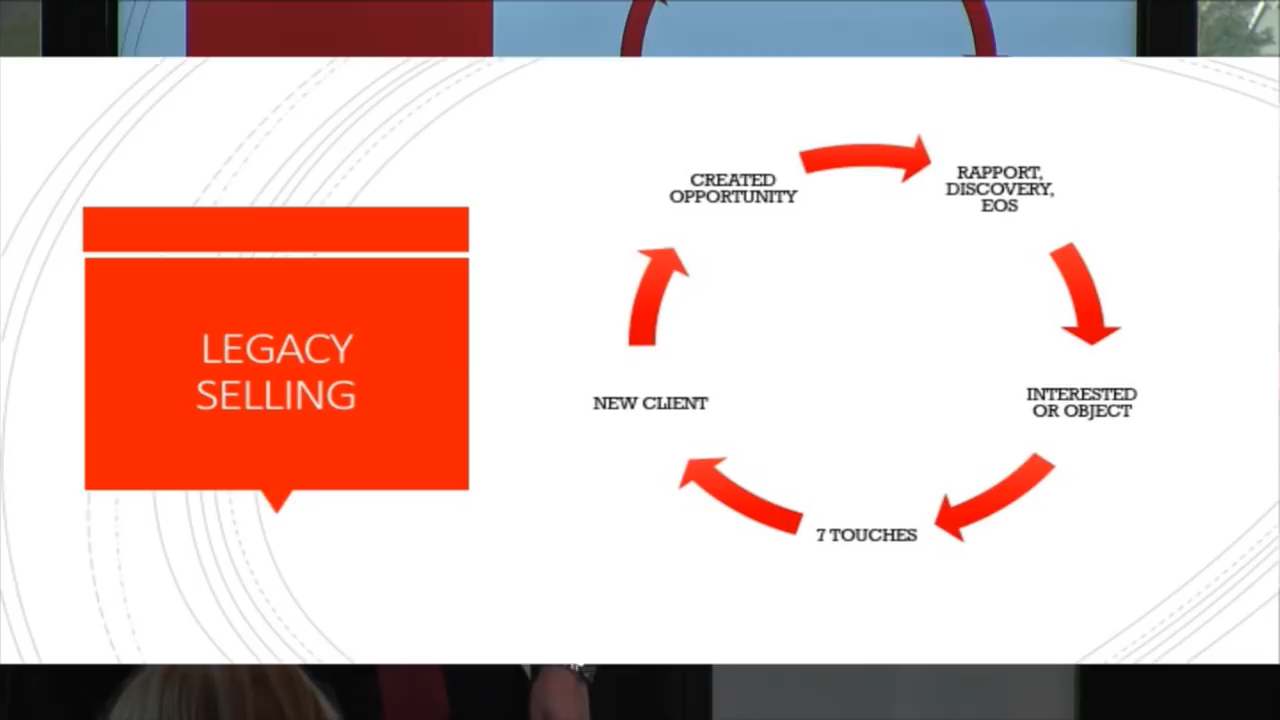 LEGACY
SELLING
CREATED
OPPORTUNITY
RAPPORT,
DISCOVERY,
EOS
INTERESTED
OR OBJECT
7 TOUCHES
NEW CLIENT